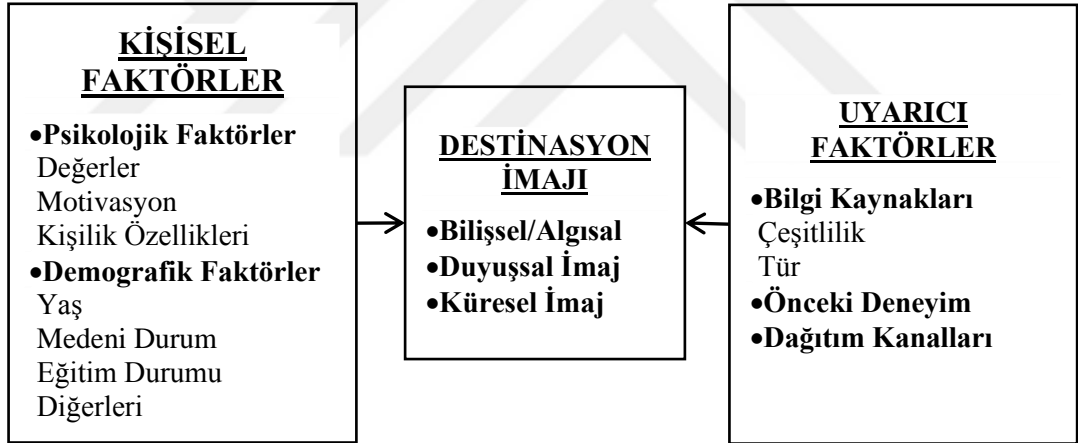 KİŞİSEL
FAKTÖRLER
•Psikolojik Faktörler
Değerler
Motivasyon
Kişilik Özellikleri
•Demografik Faktörler
Yaş
Medeni Durum
Eğitim Durumu
Diğerleri
DESTİNASYON
İMAJI
•Bilişsel/Algısal
•Duyuşsal İmaj
•Küresel İmaj
UYARICI
FAKTÖRLER
•Bilgi Kaynakları
Çeşitlilik
Tür
•Önceki Deneyim
•Dağıtım Kanalları